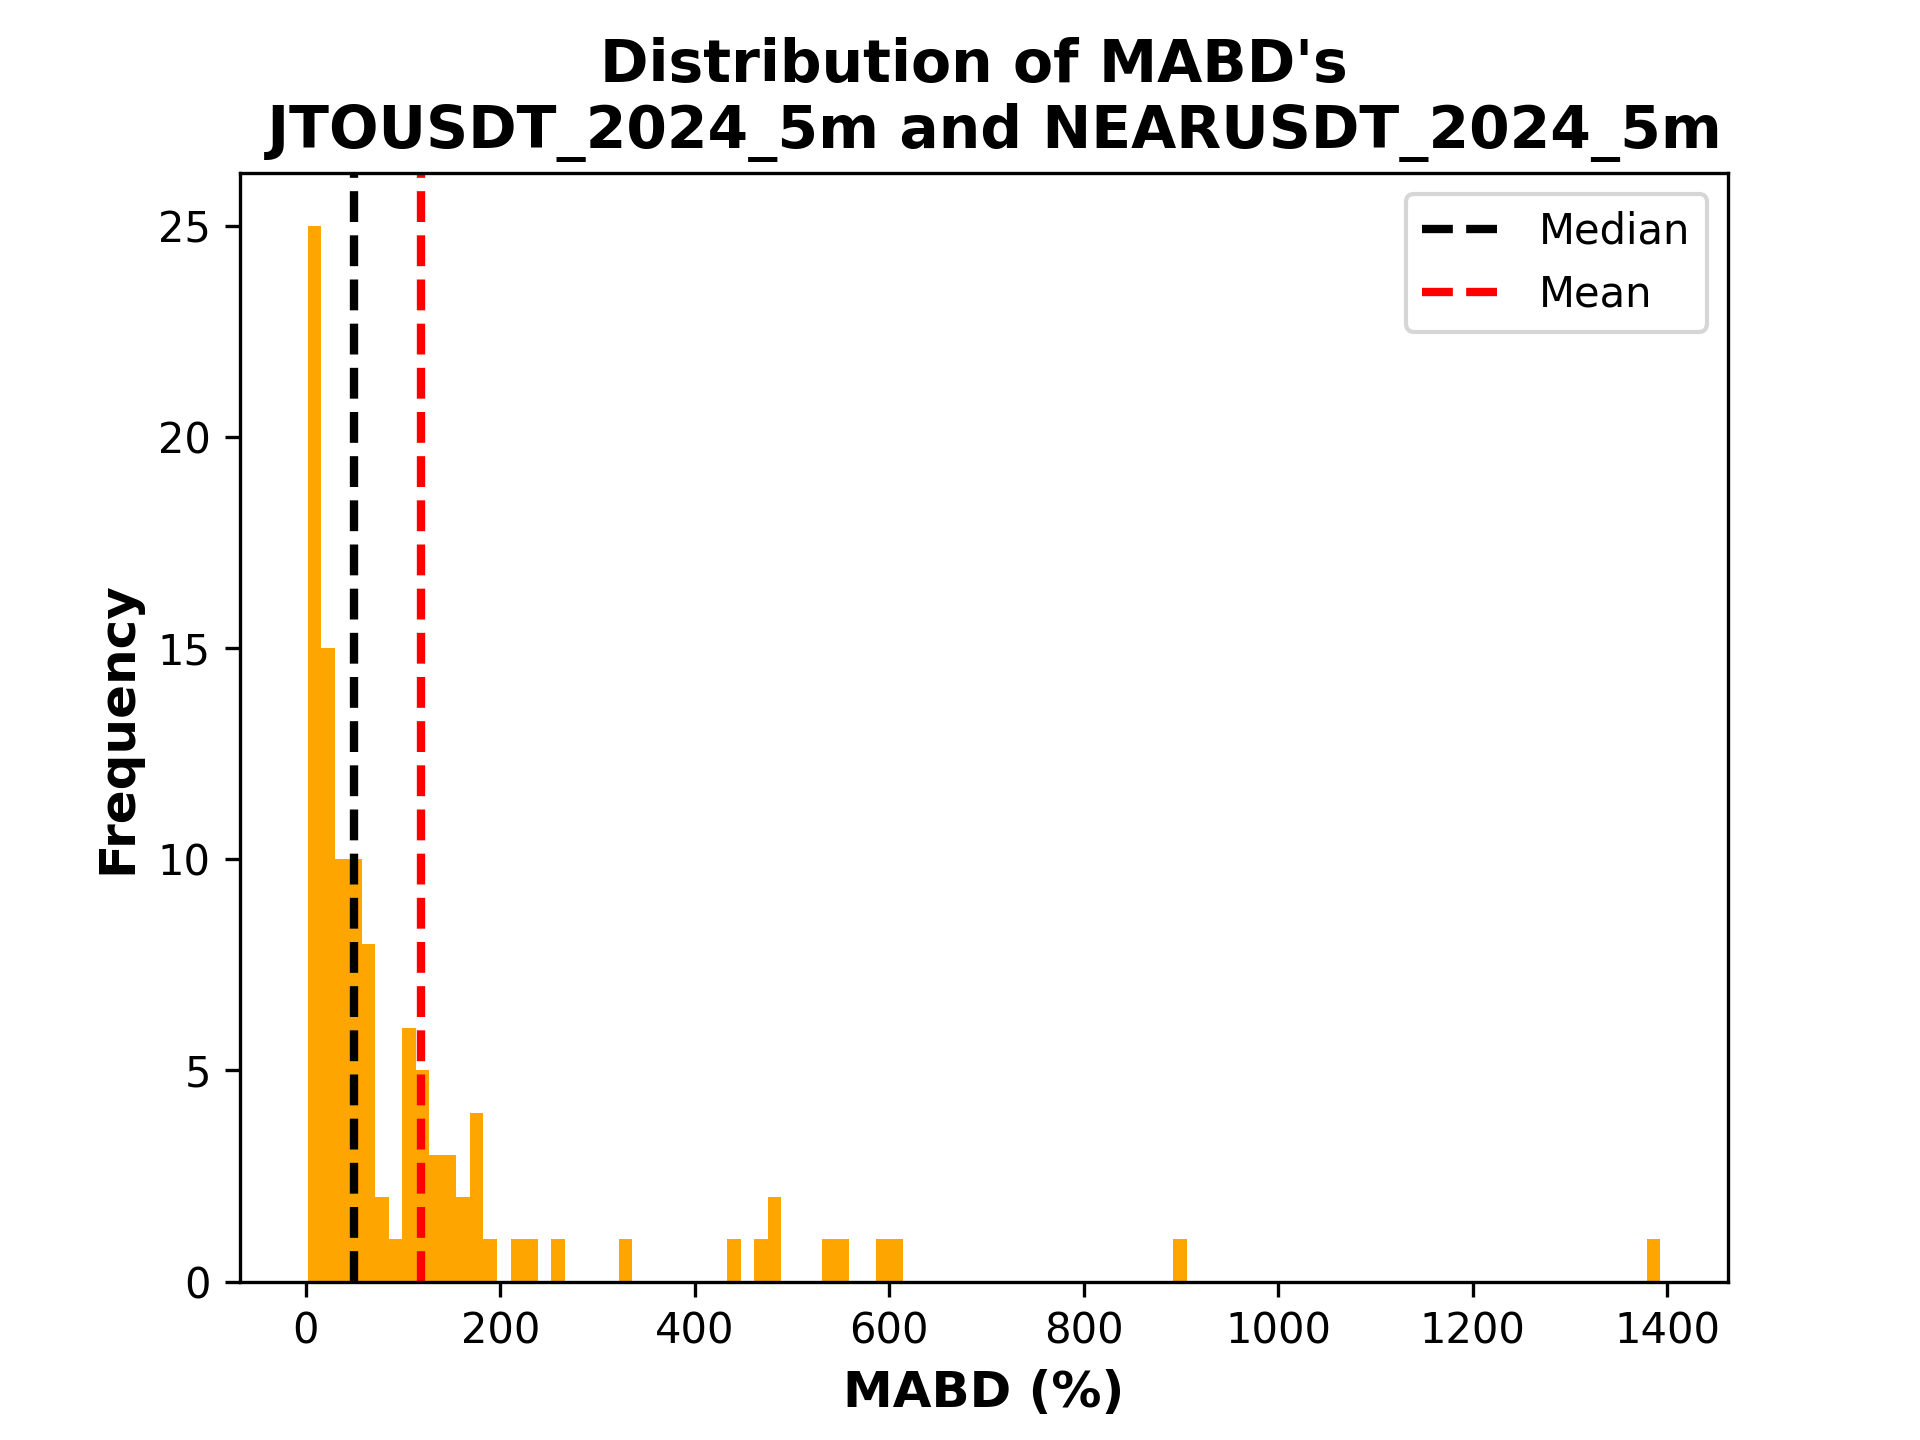 Distribution of MABD's
JTOUSDT_2024_5m and NEARUSDT_2024_5m
Median
Mean
25
20
15
10
5
0
Frequency
0 200 400 600 800 1000 1200 1400
MABD (%)